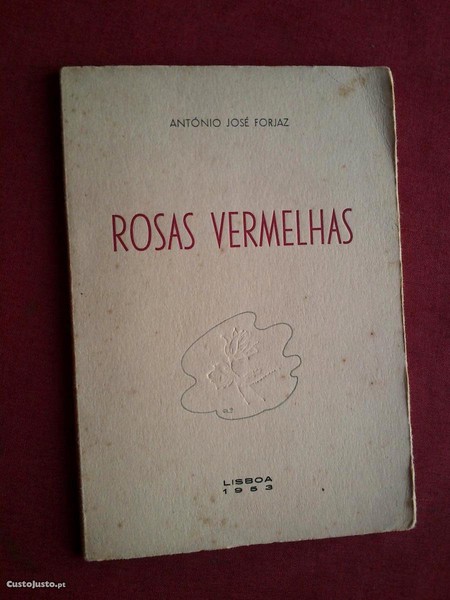 ANTÓNIO JOSÉ FORJAZ
ROSAS VERMELHAS
LISBOA
1953
CustoJusto.pt